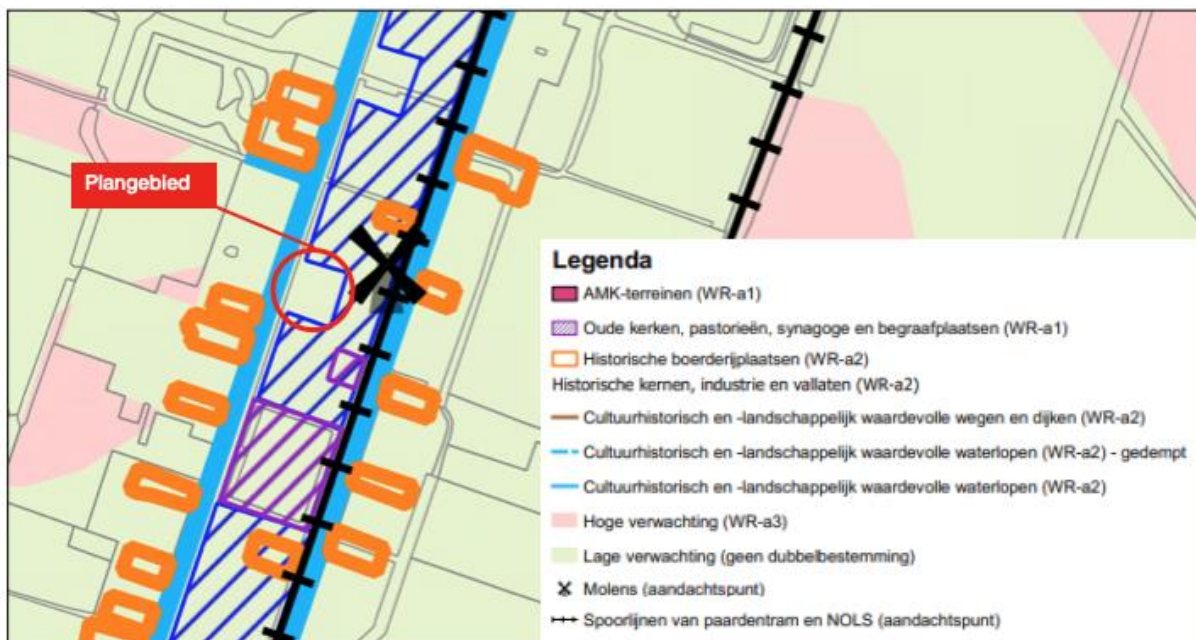 Plangebied
Legenda
AMK-terreinen (WR-a1)
Oude kerken, pastorieën, synagoge en begraafplaatsen (WR-a1)
Historische boerderijplaatsen (WR-a2)
Historische kernen, industrie en vallaten (WR-a2)
Cultuurhistorisch en -landschappelijk waardevolle wegen en dijken (WR-a2)
Cultuurhistorisch en -landschappelijk waardevolle waterlopen (WR-a2) - gedempt
Cultuurhistorisch en -landschappelijk waardevolle waterlopen (WR-a2)
Hoge verwachting (WR-a3)
Lage verwachting (geen dubbelbestemming)
Molens (aandachtspunt)
Spoorlijnen van paardentram en NOLS (aandachtspunt)